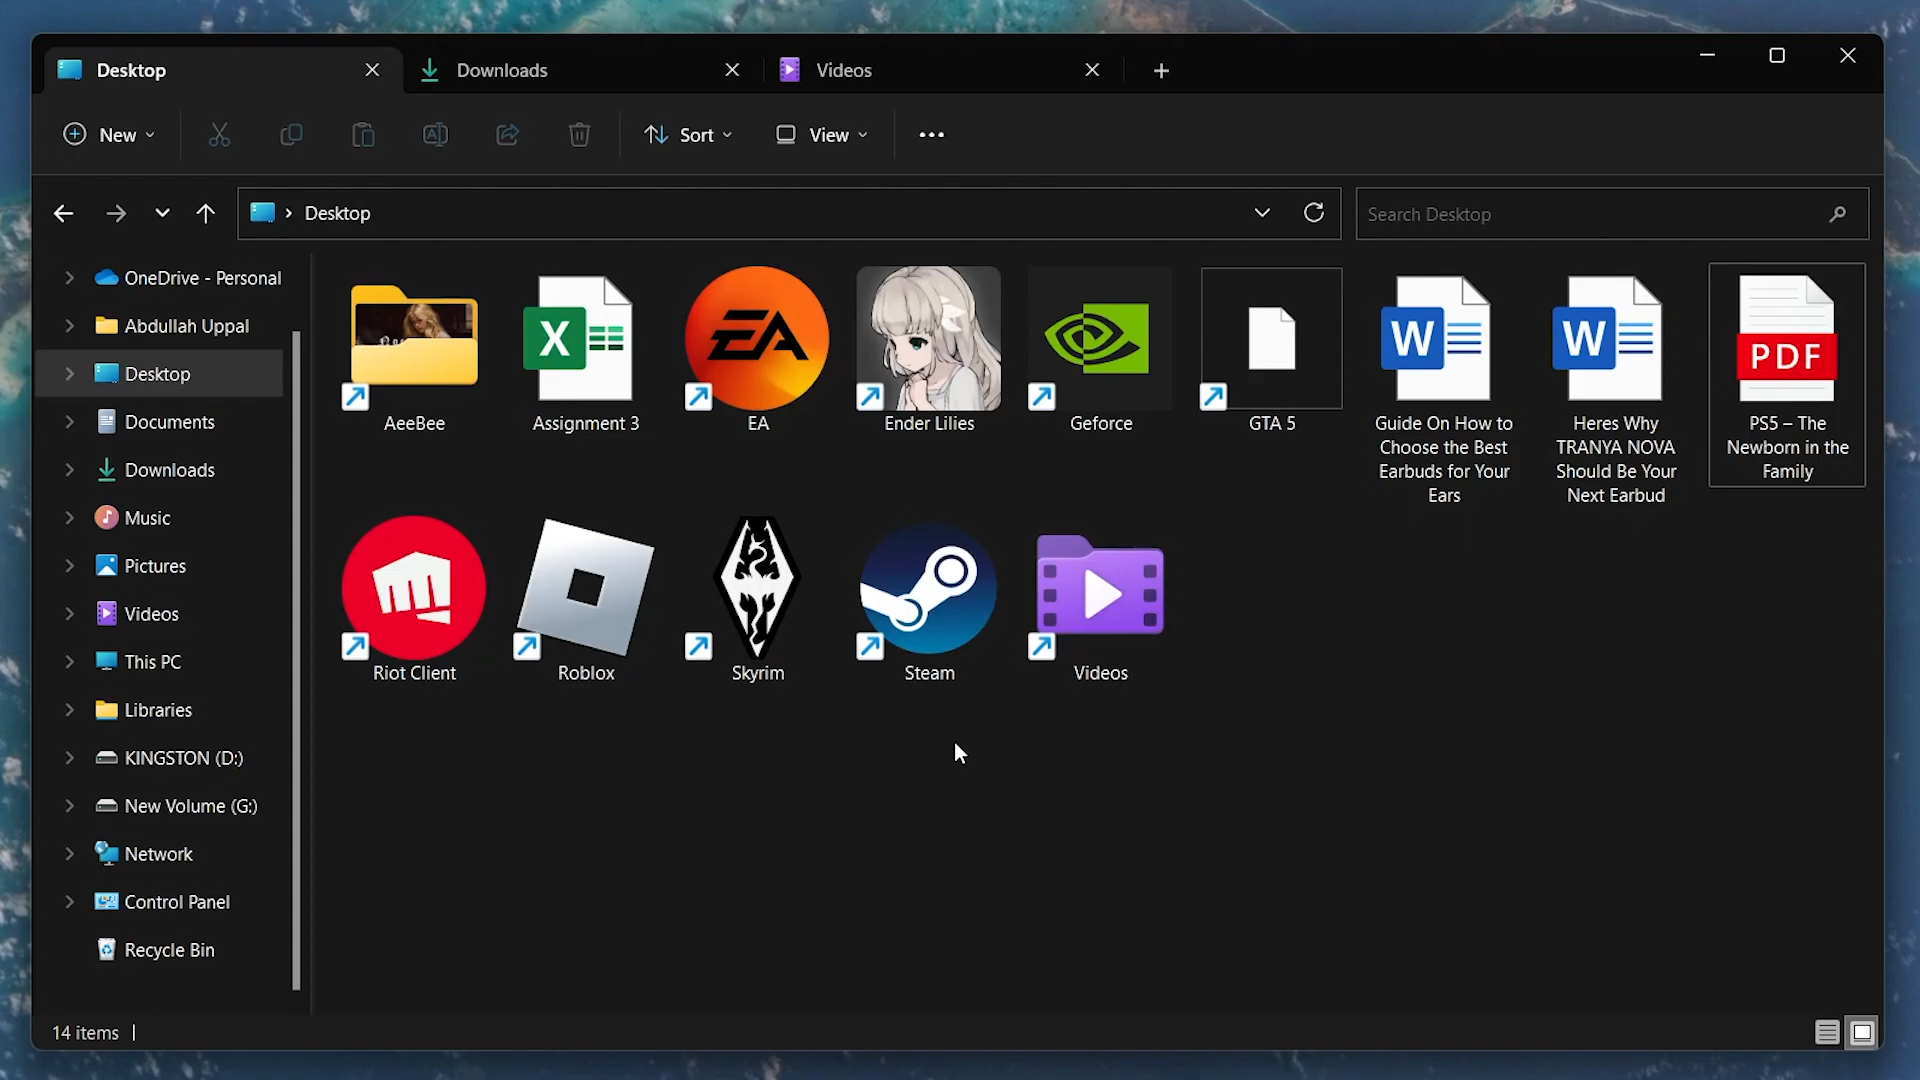 Desktop
Downloads
Videos
New
Sort
View
Desktop
Search Desktop
OneDrive - Personal
Abdullah Uppal
Desktop
Documents
Downloads
Music
Pictures
Videos
This PC
Libraries
KINGSTON (D:)
New Volume (G:)
Network
Control Panel
Recycle Bin
AeeBee
X
Assignment 3
EA
EA
Ender Lilies
Geforce
GTA 5
W
Guide On How to
Choose the Best
Earbuds for Your
Ears
W
Heres Why
TRANYA NOVA
Should Be Your
Next Earbud
PDF
PS5 – The
Newborn in the
Family
Riot Client
Roblox
Skyrim
Steam
Videos
14 items